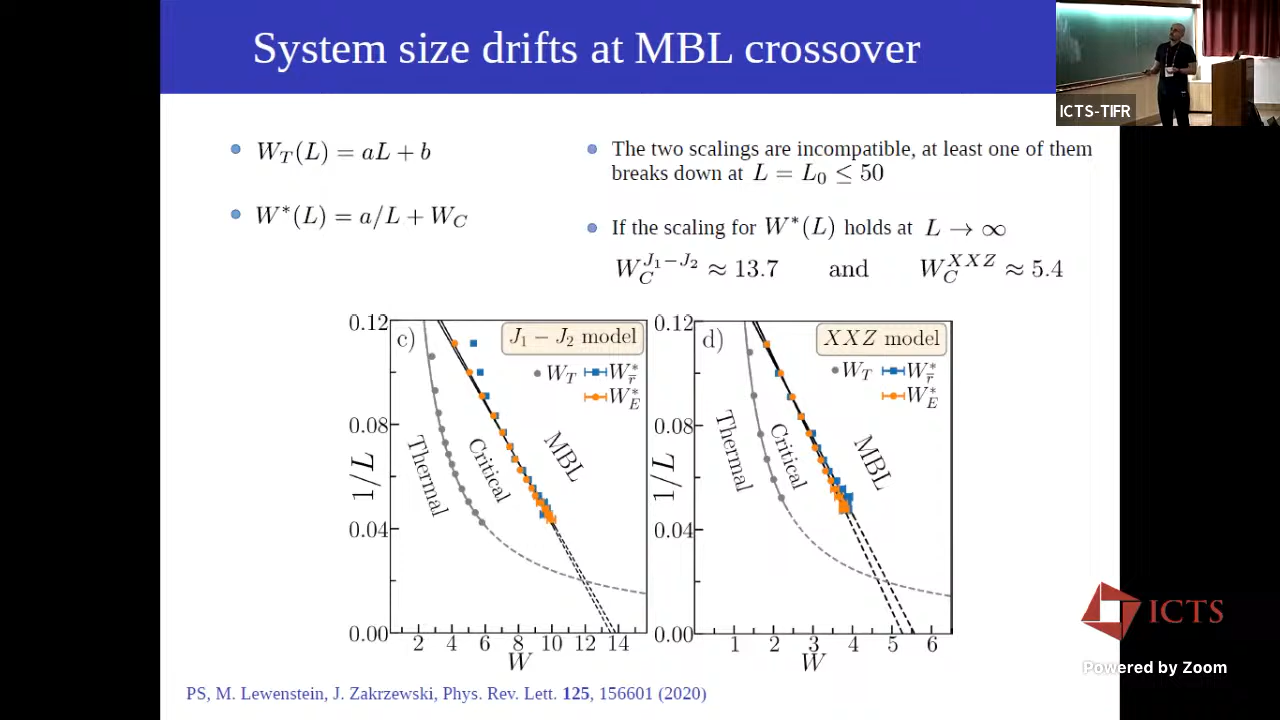 System size drifts at MBL crossover
ICTS-TIFR
W_T(L) = aL + b
W*(L) = a/L + W_C
The two scalings are incompatible, at least one of them
breaks down at L = L_0 ≤ 50
If the scaling for W*(L) holds at L → ∞
W_C^{J_1−J_2} ≈ 13.7 and W_C^{XXZ} ≈ 5.4
c)
J_1 − J_2 model
W_T
W*_{r̄}
W*_E
Thermal
Critical
MBL
1/L
0.12
0.08
0.04
0.00
2 4 6 8 10 12 14
W
d)
XXZ model
W_T
W*_{r̄}
W*_E
Thermal
Critical
MBL
1/L
0.12
0.08
0.04
0.00
1 2 3 4 5 6
W
ICTS
Powered by Zoom
PS, M. Lewenstein, J. Zakrzewski, Phys. Rev. Lett. 125, 156601 (2020)